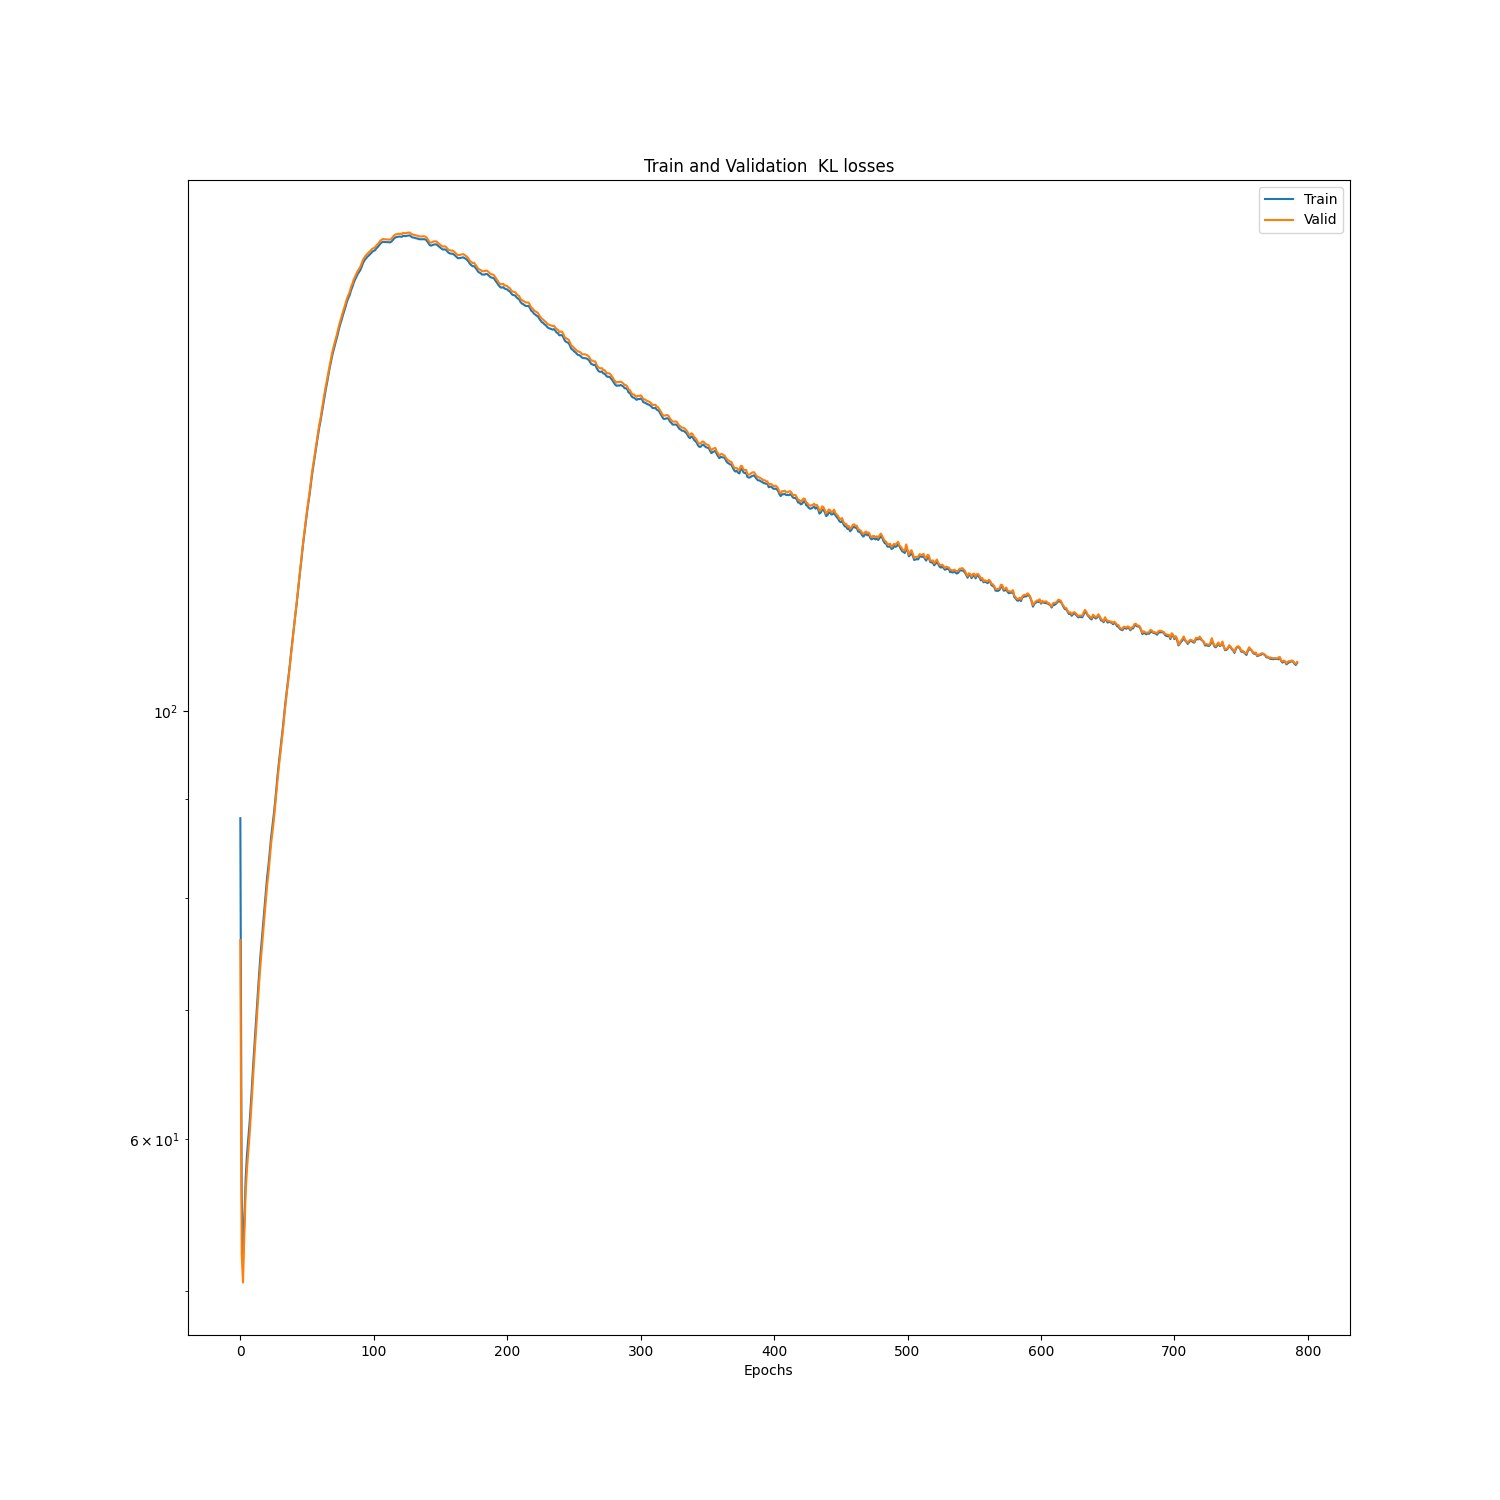 Train and Validation  KL losses
Train
Valid
10²
6 × 10¹
0 100 200 300 400 500 600 700 800
Epochs